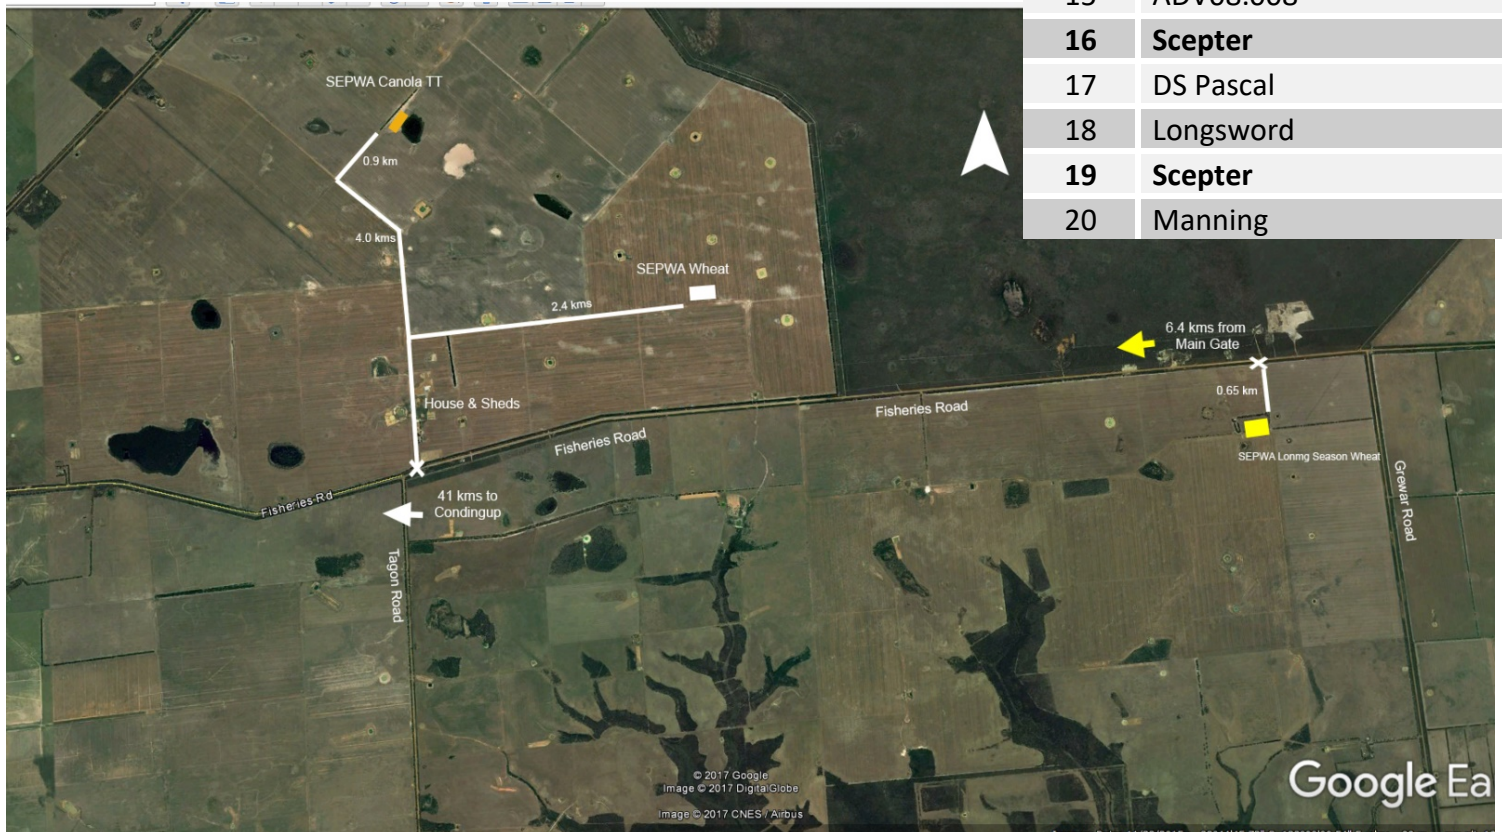 16 Scepter
17 DS Pascal
18 Longsword
19 Scepter
20 Manning
SEPWA Canola TT
0.9 km
4.0 kms
SEPWA Wheat
2.4 kms
6.4 kms from
Main Gate
0.65 km
House & Sheds
Fisheries Road
Fisheries Road
SEPWA Lonmg Season Wheat
Grewar Road
Fisheries Rd
41 kms to
Condingup
Tagon Road
© 2017 Google
Image © 2017 DigitalGlobe
Image © 2017 CNES / Airbus
Google Ea